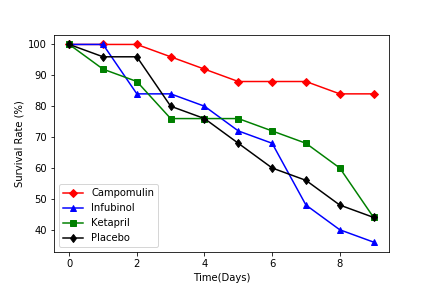 100
90
80
70
60
50
40
Survival Rate (%)
Campomulin
Infubinol
Ketapril
Placebo
0
2
4
6
8
Time(Days)